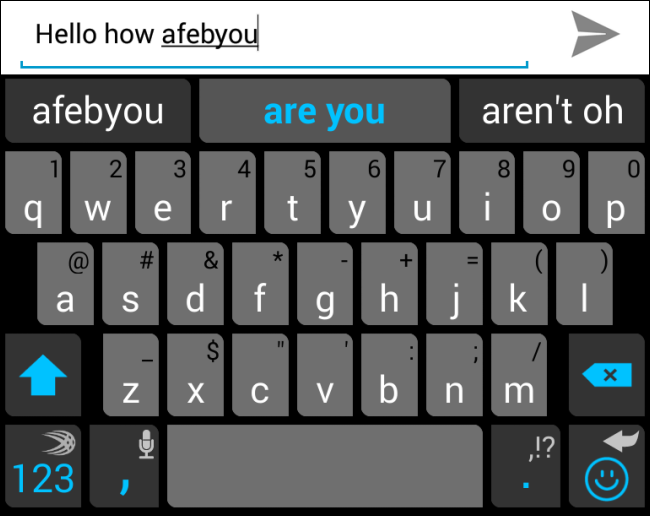 Hello how afebyou
afebyou are you aren't oh
1 2 3 4 5 6 7 8 9 0
q w e r t y u i o p
@ # & * - + = ( )
a s d f g h j k l
_ $ " ' : ; /
z x c v b n m
,!?
123 , .